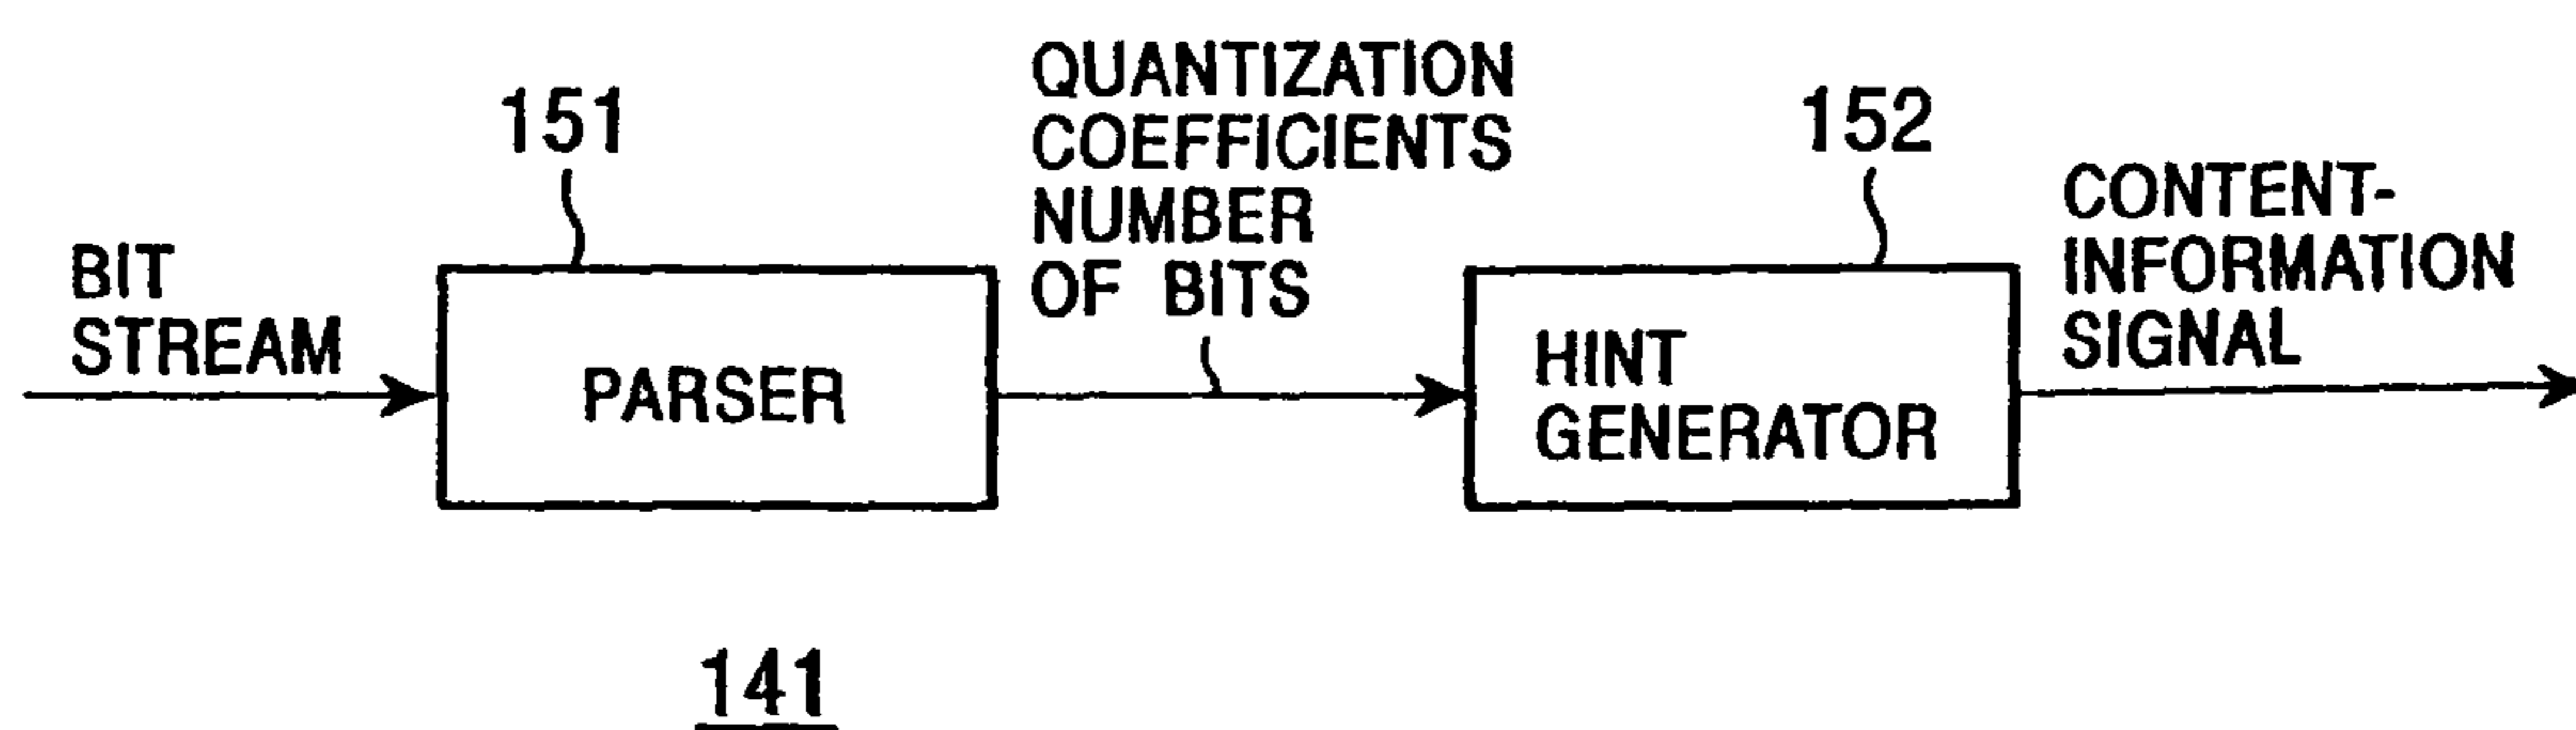 BIT
STREAM
151
PARSER
QUANTIZATION
COEFFICIENTS
NUMBER
OF BITS
152
HINT
GENERATOR
CONTENT-
INFORMATION
SIGNAL
141